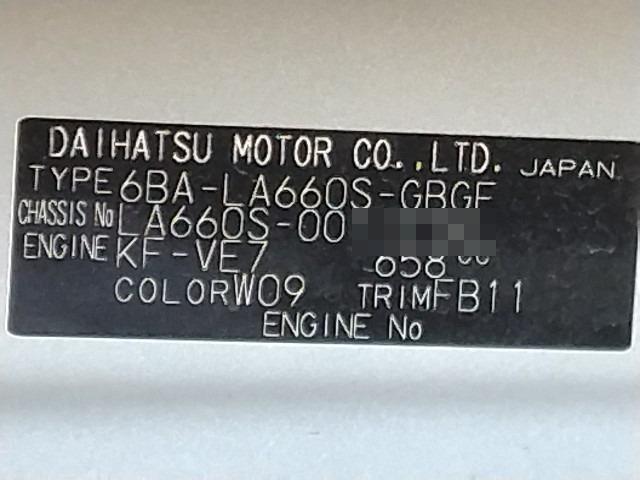 DAIHATSU MOTOR CO.,LTD. JAPAN
TYPE 6BA-LA660S-GBGF
CHASSIS No LA660S-00
ENGINE KF-VE7 658 cc
COLOR W09 TRIM FB11
ENGINE No